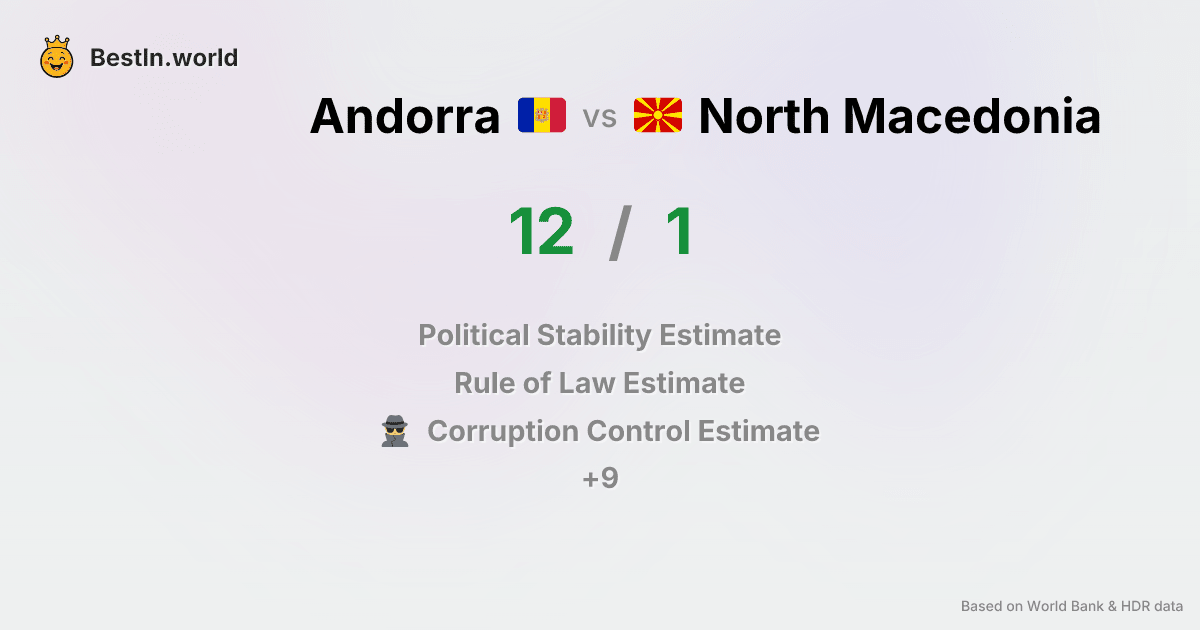 BestIn.world
Andorra vs North Macedonia
12 / 1
Political Stability Estimate
Rule of Law Estimate
Corruption Control Estimate
+9
Based on World Bank & HDR data